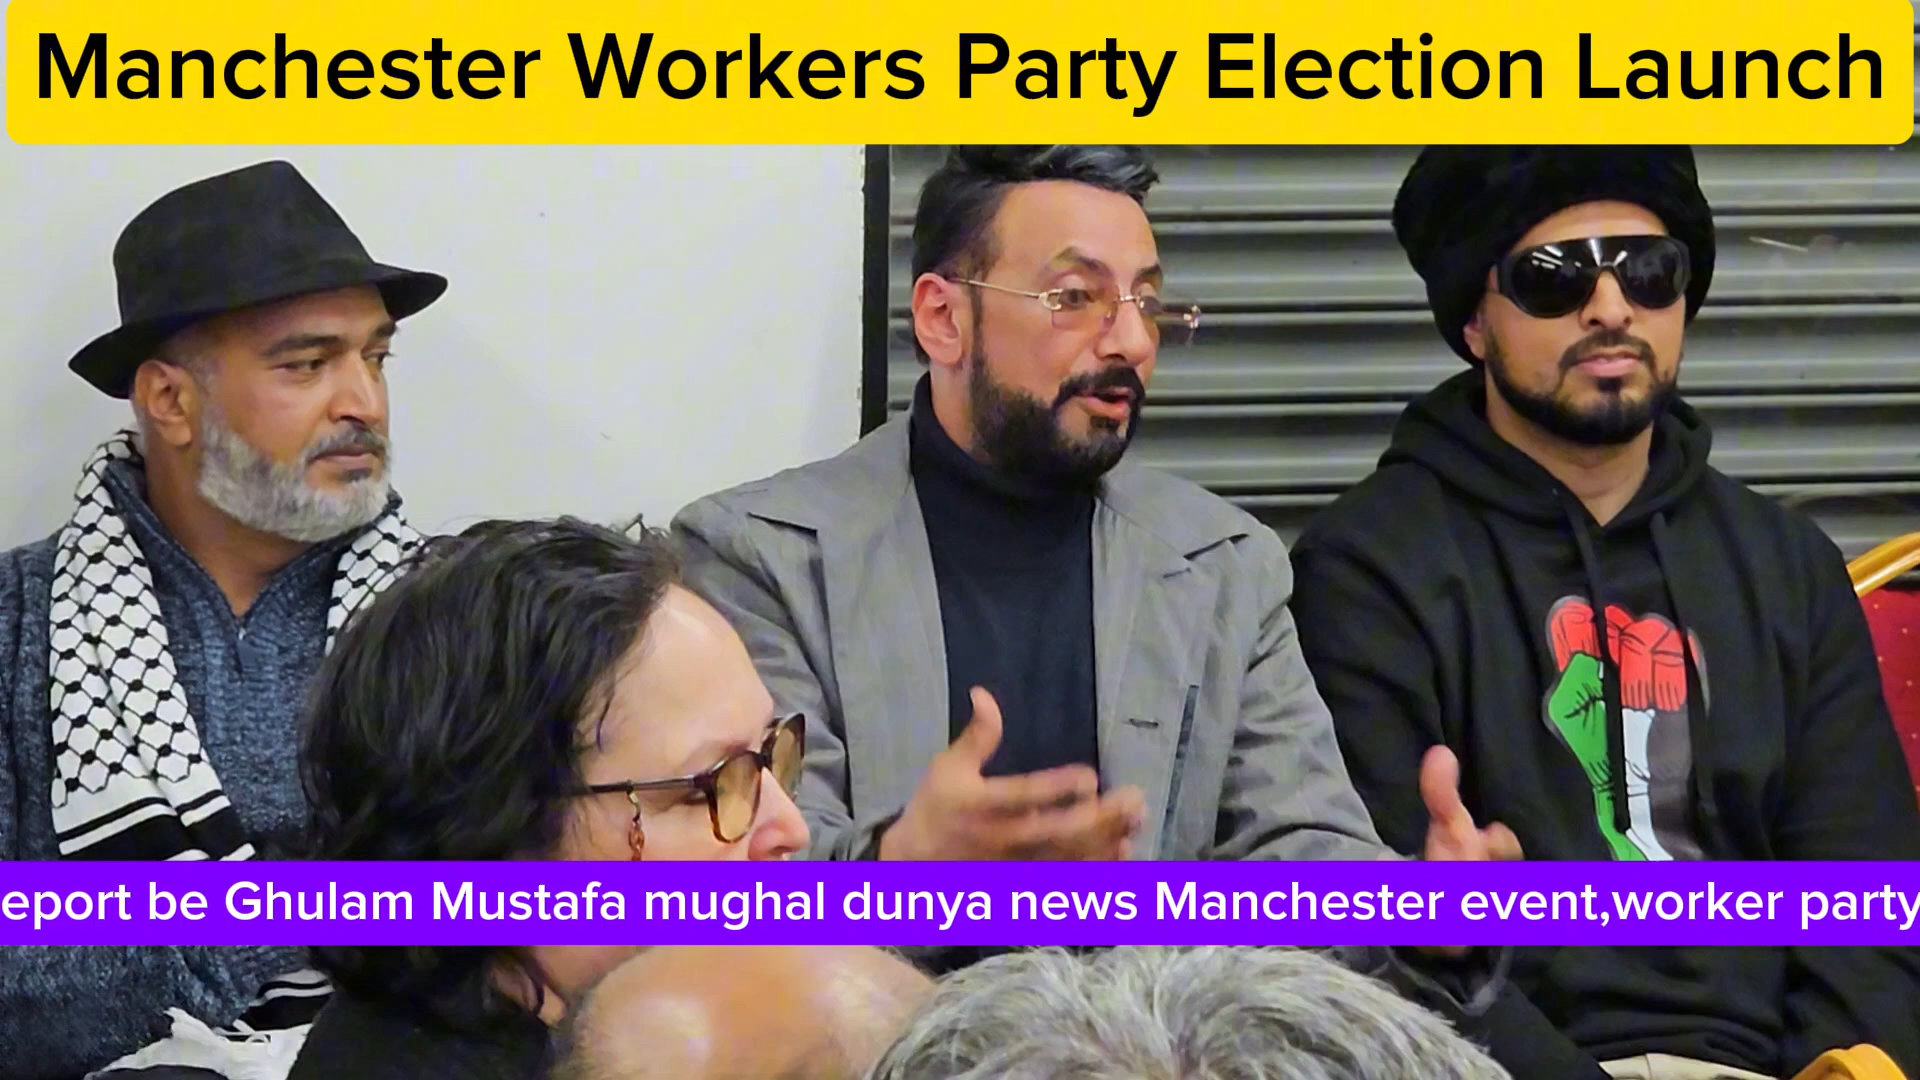 Manchester Workers Party Election Launch
eport be Ghulam Mustafa mughal dunya news Manchester event,worker party